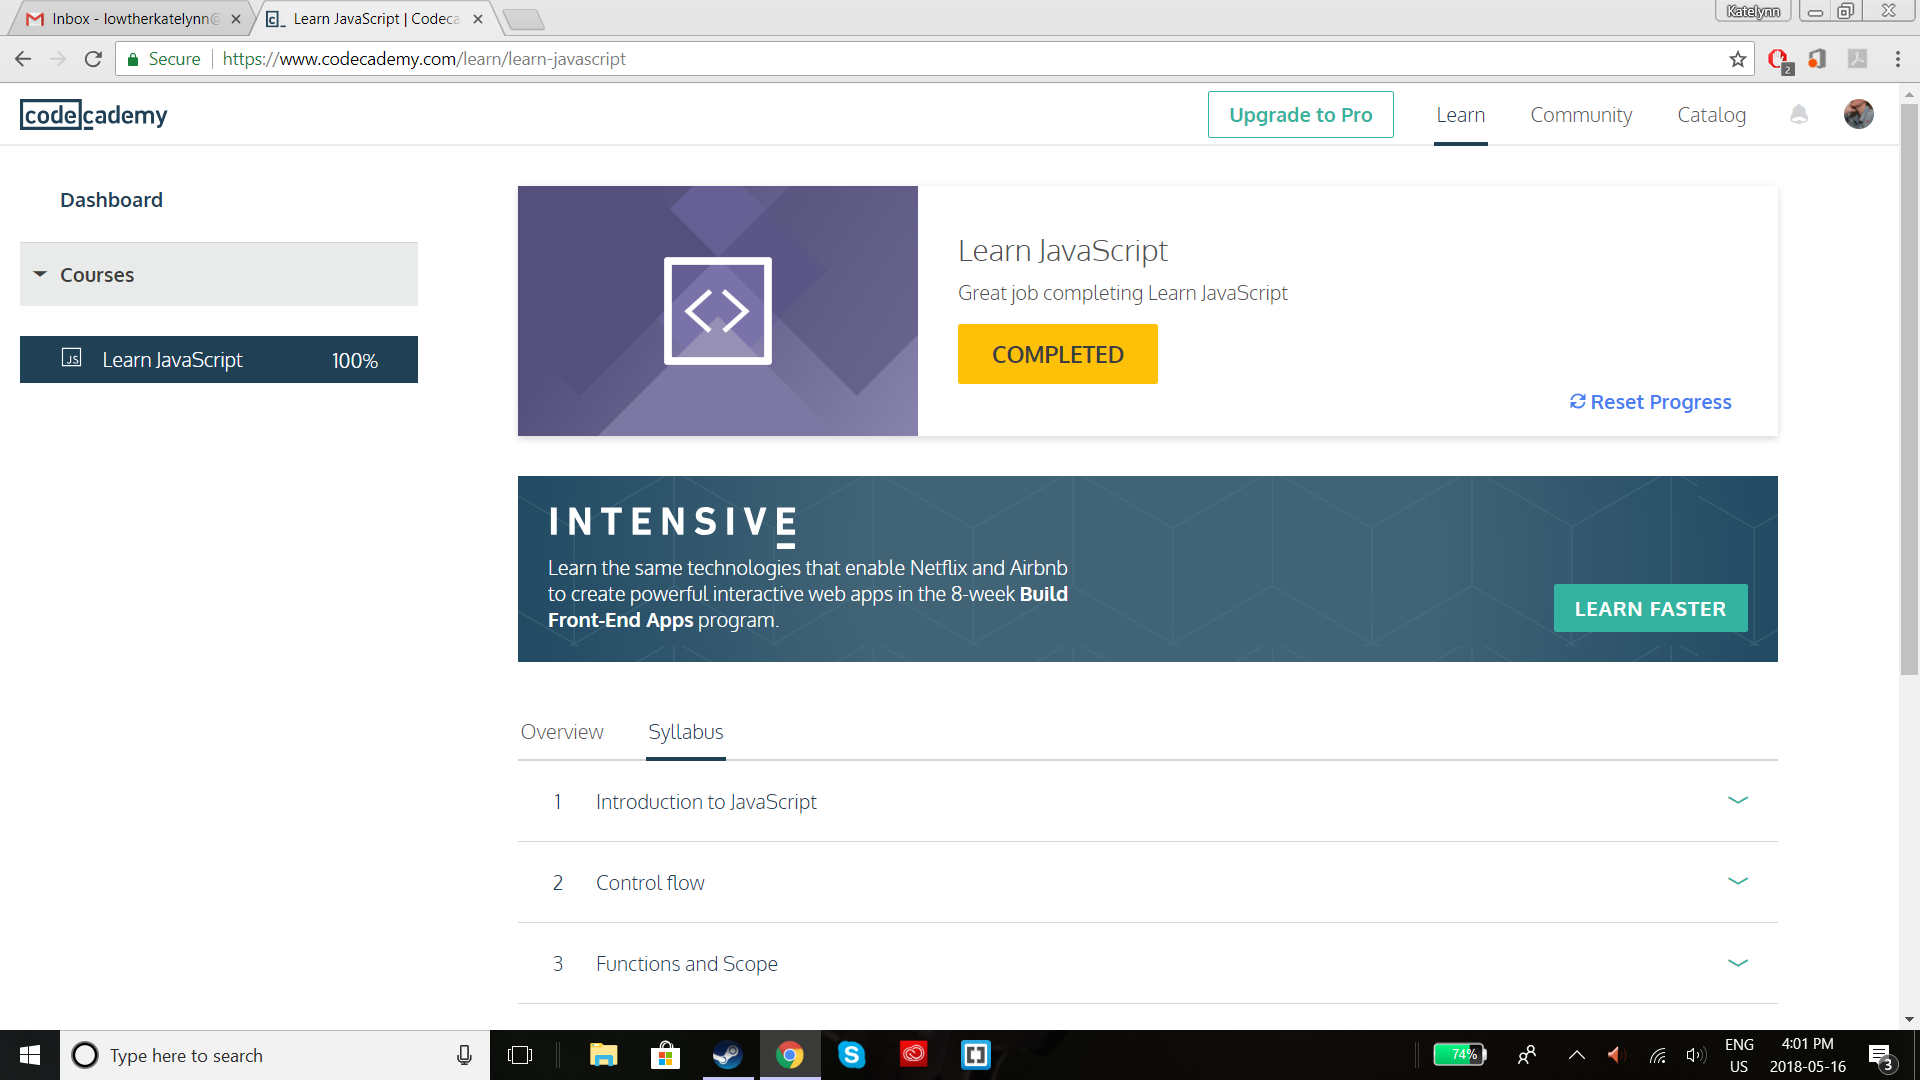 Inbox - lowtherkatelynn@
Learn JavaScript | Codeca
Katelynn
Secure
https://www.codecademy.com/learn/learn-javascript
2
codecademy
Upgrade to Pro
Learn
Community
Catalog
Dashboard
Courses
JS
Learn JavaScript
100%
Learn JavaScript
Great job completing Learn JavaScript
COMPLETED
Reset Progress
INTENSIVE
Learn the same technologies that enable Netflix and Airbnb
to create powerful interactive web apps in the 8-week Build
Front-End Apps program.
LEARN FASTER
Overview
Syllabus
1 Introduction to JavaScript
2 Control flow
3 Functions and Scope
Type here to search
74%
ENG
US
4:01 PM
2018-05-16
3